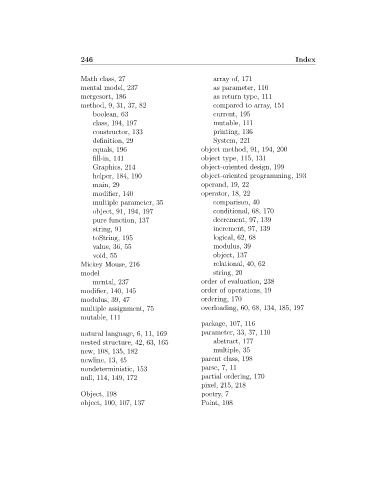 246 Index
Math class, 27
mental model, 237
mergesort, 186
method, 9, 31, 37, 82
boolean, 63
class, 194, 197
constructor, 133
definition, 29
equals, 196
fill-in, 141
Graphics, 214
helper, 184, 190
main, 29
modifier, 140
multiple parameter, 35
object, 91, 194, 197
pure function, 137
string, 91
toString, 195
value, 36, 55
void, 55
Mickey Mouse, 216
model
mental, 237
modifier, 140, 145
modulus, 39, 47
multiple assignment, 75
mutable, 111
natural language, 6, 11, 169
nested structure, 42, 63, 165
new, 108, 135, 182
newline, 13, 45
nondeterministic, 153
null, 114, 149, 172
Object, 198
object, 100, 107, 137
array of, 171
as parameter, 110
as return type, 111
compared to array, 151
current, 195
mutable, 111
printing, 136
System, 221
object method, 91, 194, 200
object type, 115, 131
object-oriented design, 199
object-oriented programming, 193
operand, 19, 22
operator, 18, 22
comparison, 40
conditional, 68, 170
decrement, 97, 139
increment, 97, 139
logical, 62, 68
modulus, 39
object, 137
relational, 40, 62
string, 20
order of evaluation, 238
order of operations, 19
ordering, 170
overloading, 60, 68, 134, 185, 197
package, 107, 116
parameter, 33, 37, 110
abstract, 177
multiple, 35
parent class, 198
parse, 7, 11
partial ordering, 170
pixel, 215, 218
poetry, 7
Point, 108